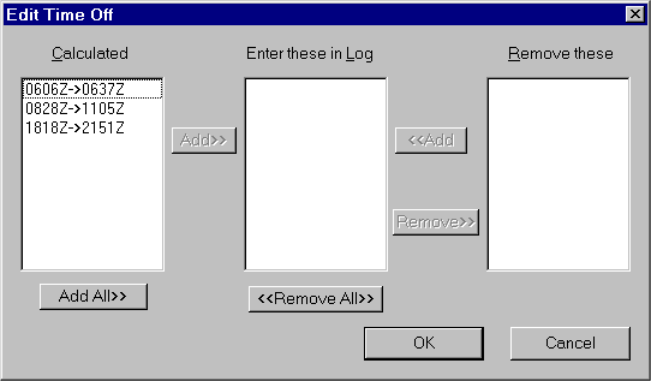 Edit Time Off
Calculated
Enter these in Log
Remove these
0606Z->0637Z
0828Z->1105Z
1818Z->2151Z
Add>>
<<Add
Remove>>
Add All>>
<<Remove All>>
OK
Cancel